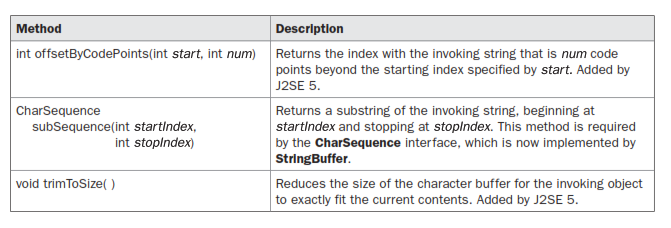 Method Description
int offsetByCodePoints(int start, int num) Returns the index with the invoking string that is num code
points beyond the starting index specified by start. Added by
J2SE 5.
CharSequence Returns a substring of the invoking string, beginning at
subSequence(int startIndex, startIndex and stopping at stopIndex. This method is required
int stopIndex) by the CharSequence interface, which is now implemented by
StringBuffer.
void trimToSize( ) Reduces the size of the character buffer for the invoking object
to exactly fit the current contents. Added by J2SE 5.